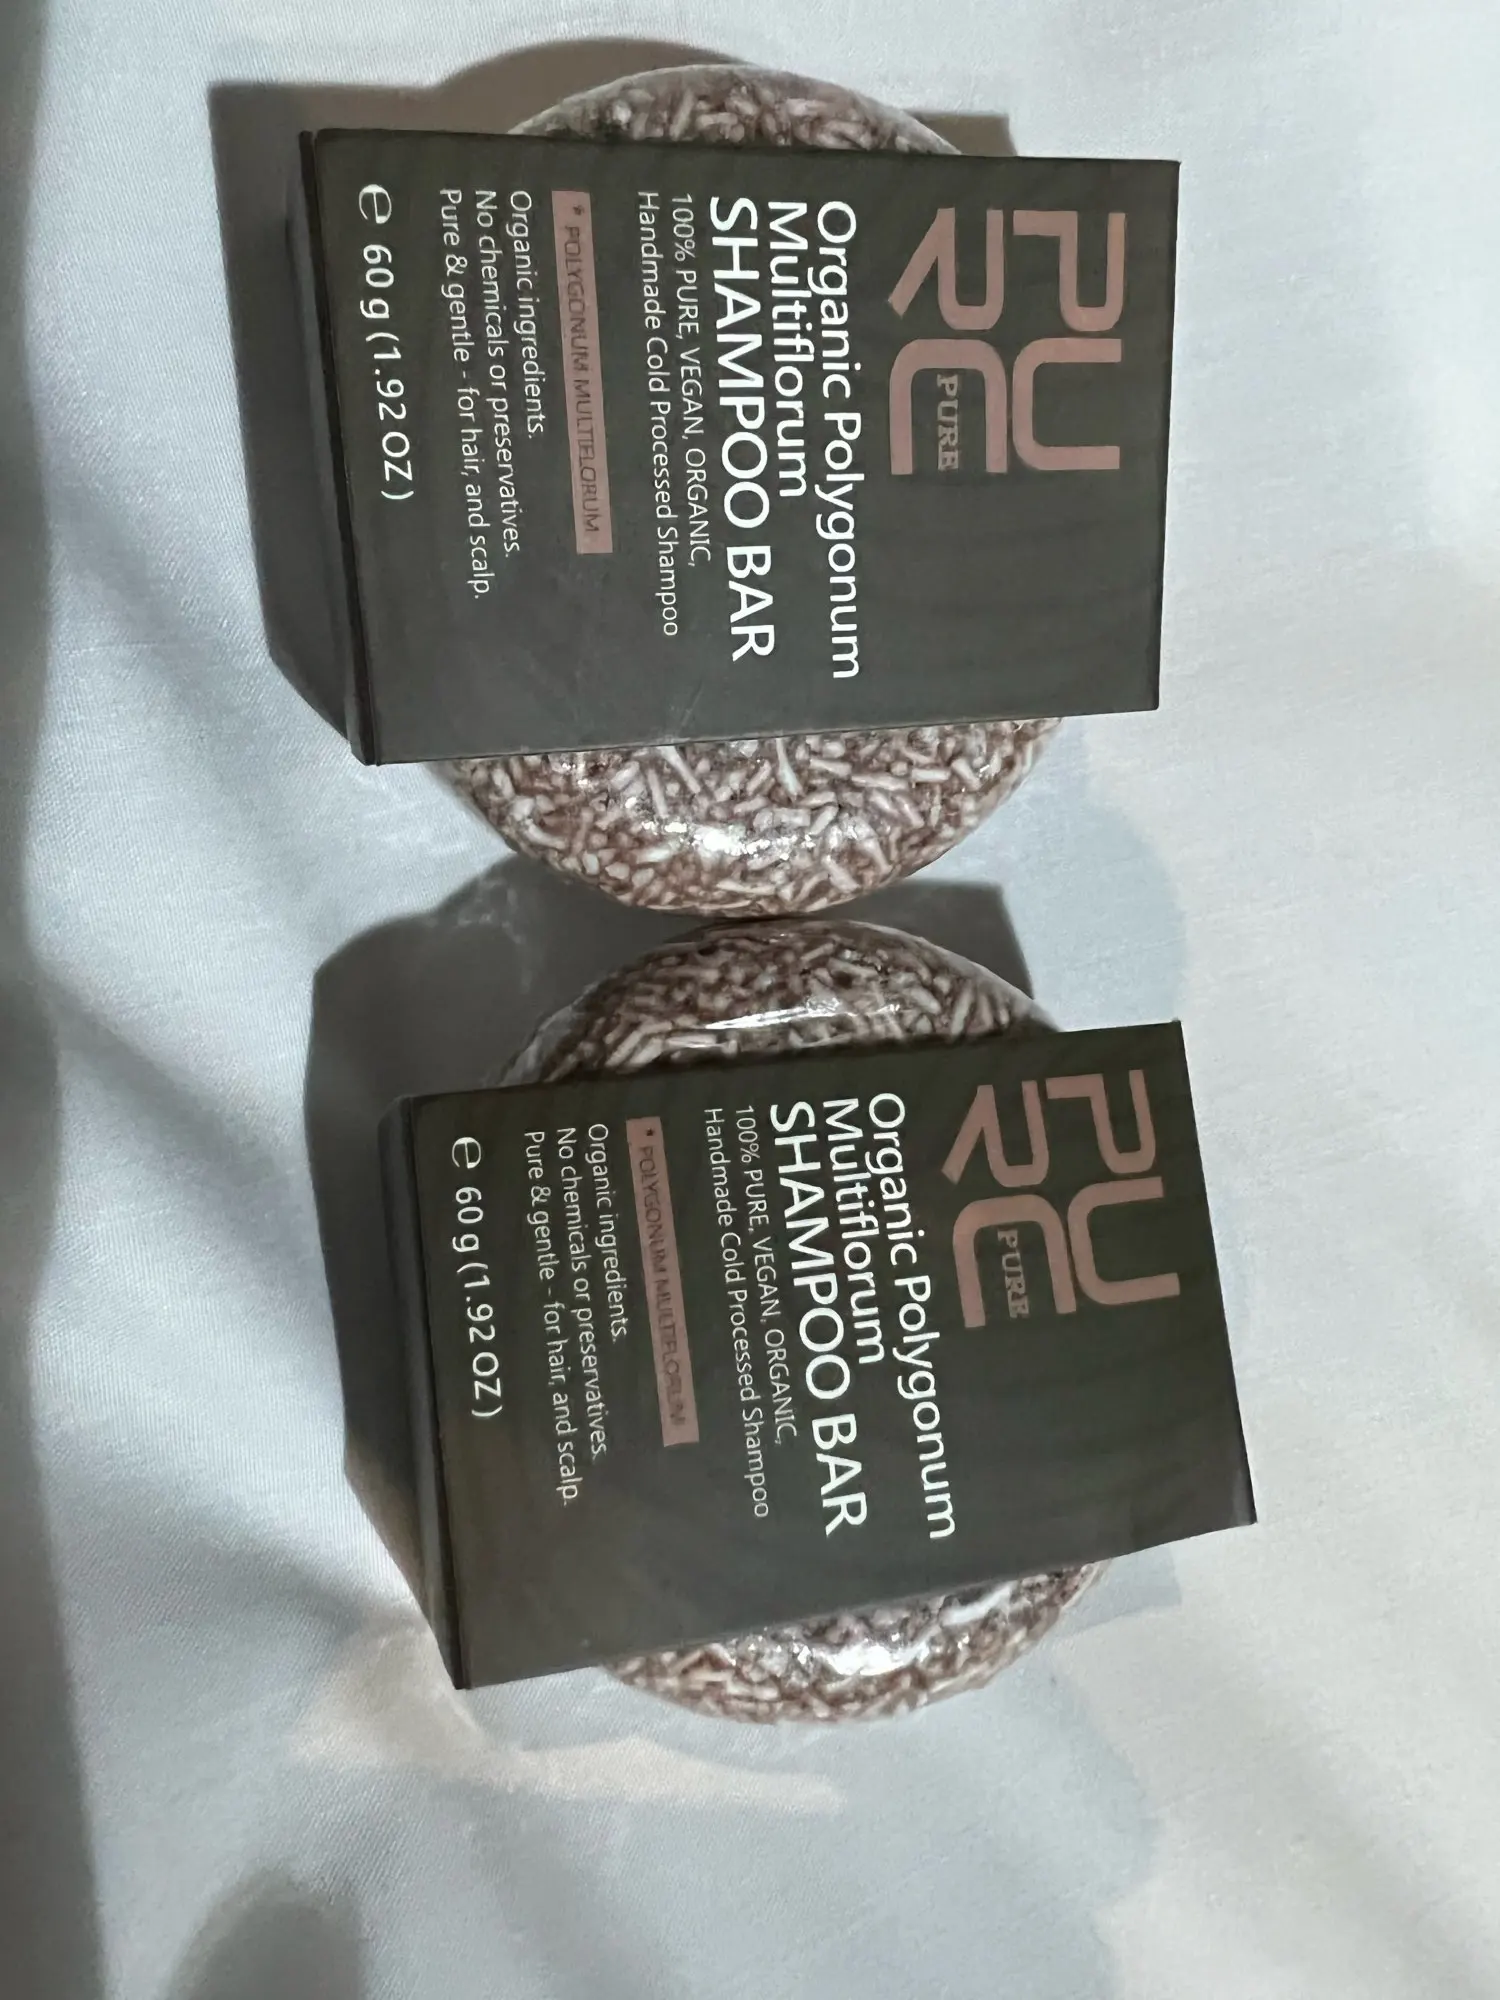 PU
RC
PURE
Organic Polygonum
Multiflorum
SHAMPOO BAR
100% PURE, VEGAN, ORGANIC,
Handmade Cold Processed Shampoo
* POLYGONUM MULTIFLORUM
Organic ingredients.
No chemicals or preservatives.
Pure & gentle - for hair, and scalp.
e 60 g (1.92 OZ)
PU
RC
PURE
Organic Polygonum
Multiflorum
SHAMPOO BAR
100% PURE, VEGAN, ORGANIC,
Handmade Cold Processed Shampoo
* POLYGONUM MULTIFLORUM
Organic ingredients.
No chemicals or preservatives.
Pure & gentle - for hair, and scalp.
e 60 g (1.92 OZ)